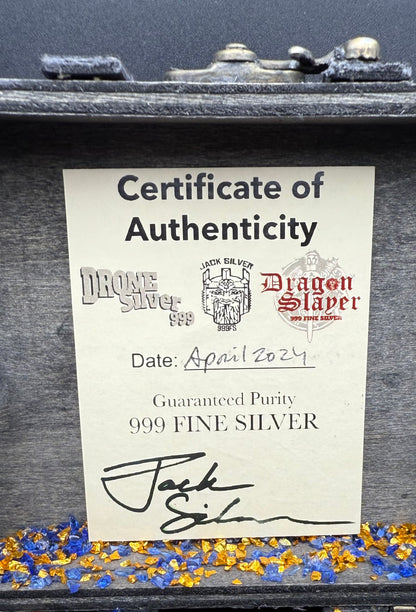 Certificate of
Authenticity
DRONE
Silver
999
JACK SILVER
999FS
Dragon
Slayer
999 FINE SILVER
Date: April 2024
Guaranteed Purity
999 FINE SILVER
Jack
Silver